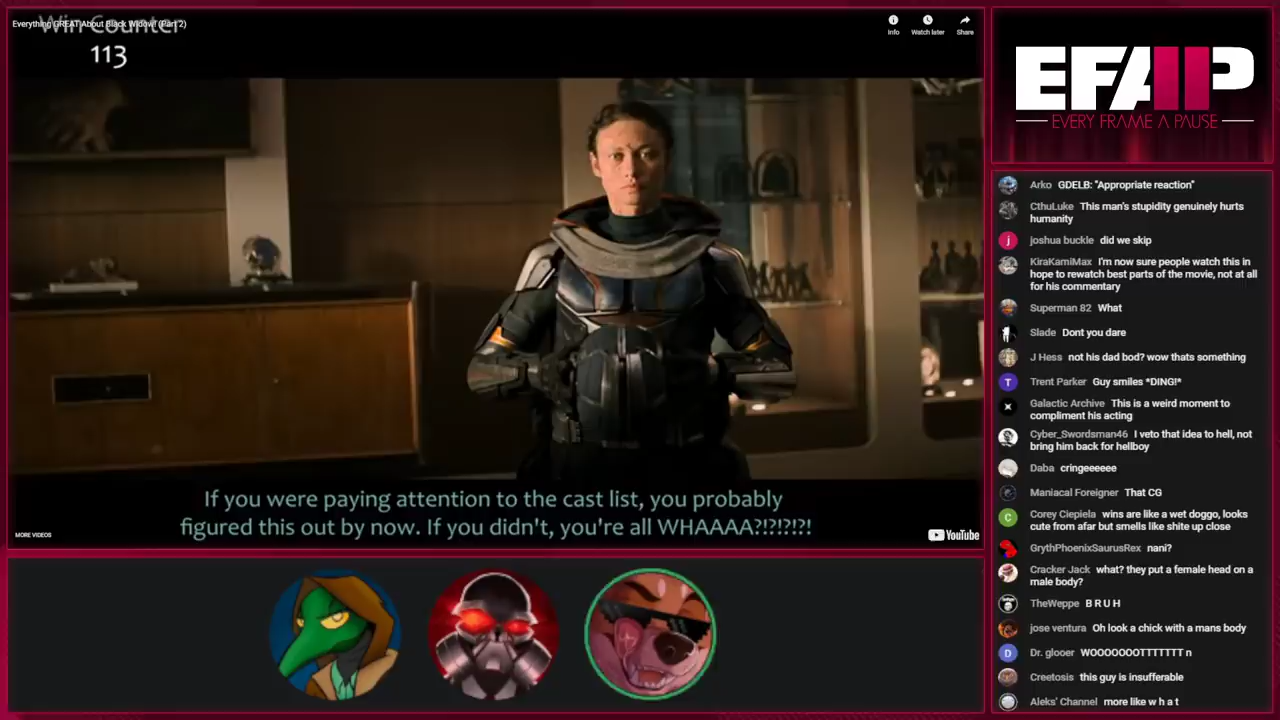 Everything GREAT About Black Widow! (Part 2)
Win Counter
113
Info
Watch later
Share
If you were paying attention to the cast list, you probably
figured this out by now. If you didn't, you're all WHAAAA?!?!?!?!
MORE VIDEOS
YouTube
EFAP
EVERY FRAME A PAUSE
Arko GDELB: "Appropriate reaction"
CthuLuke This man's stupidity genuinely hurts
humanity
j
joshua buckle did we skip
KiraKamiMax I'm now sure people watch this in
hope to rewatch best parts of the movie, not at all
for his commentary
Superman 82 What
Slade Dont you dare
J Hess not his dad bod? wow thats something
T
Trent Parker Guy smiles *DING!*
Galactic Archive This is a weird moment to
compliment his acting
Cyber_Swordsman46 I veto that idea to hell, not
bring him back for hellboy
Daba cringeeeeee
Maniacal Foreigner That CG
C
Corey Ciepiela wins are like a wet doggo, looks
cute from afar but smells like shite up close
GrythPhoenixSaurusRex nani?
Cracker Jack what? they put a female head on a
male body?
TheWeppe B R U H
jose ventura Oh look a chick with a mans body
D
Dr. glooer WOOOOOOTTTTTTT n
Creetosis this guy is insufferable
Aleks' Channel more like w h a t